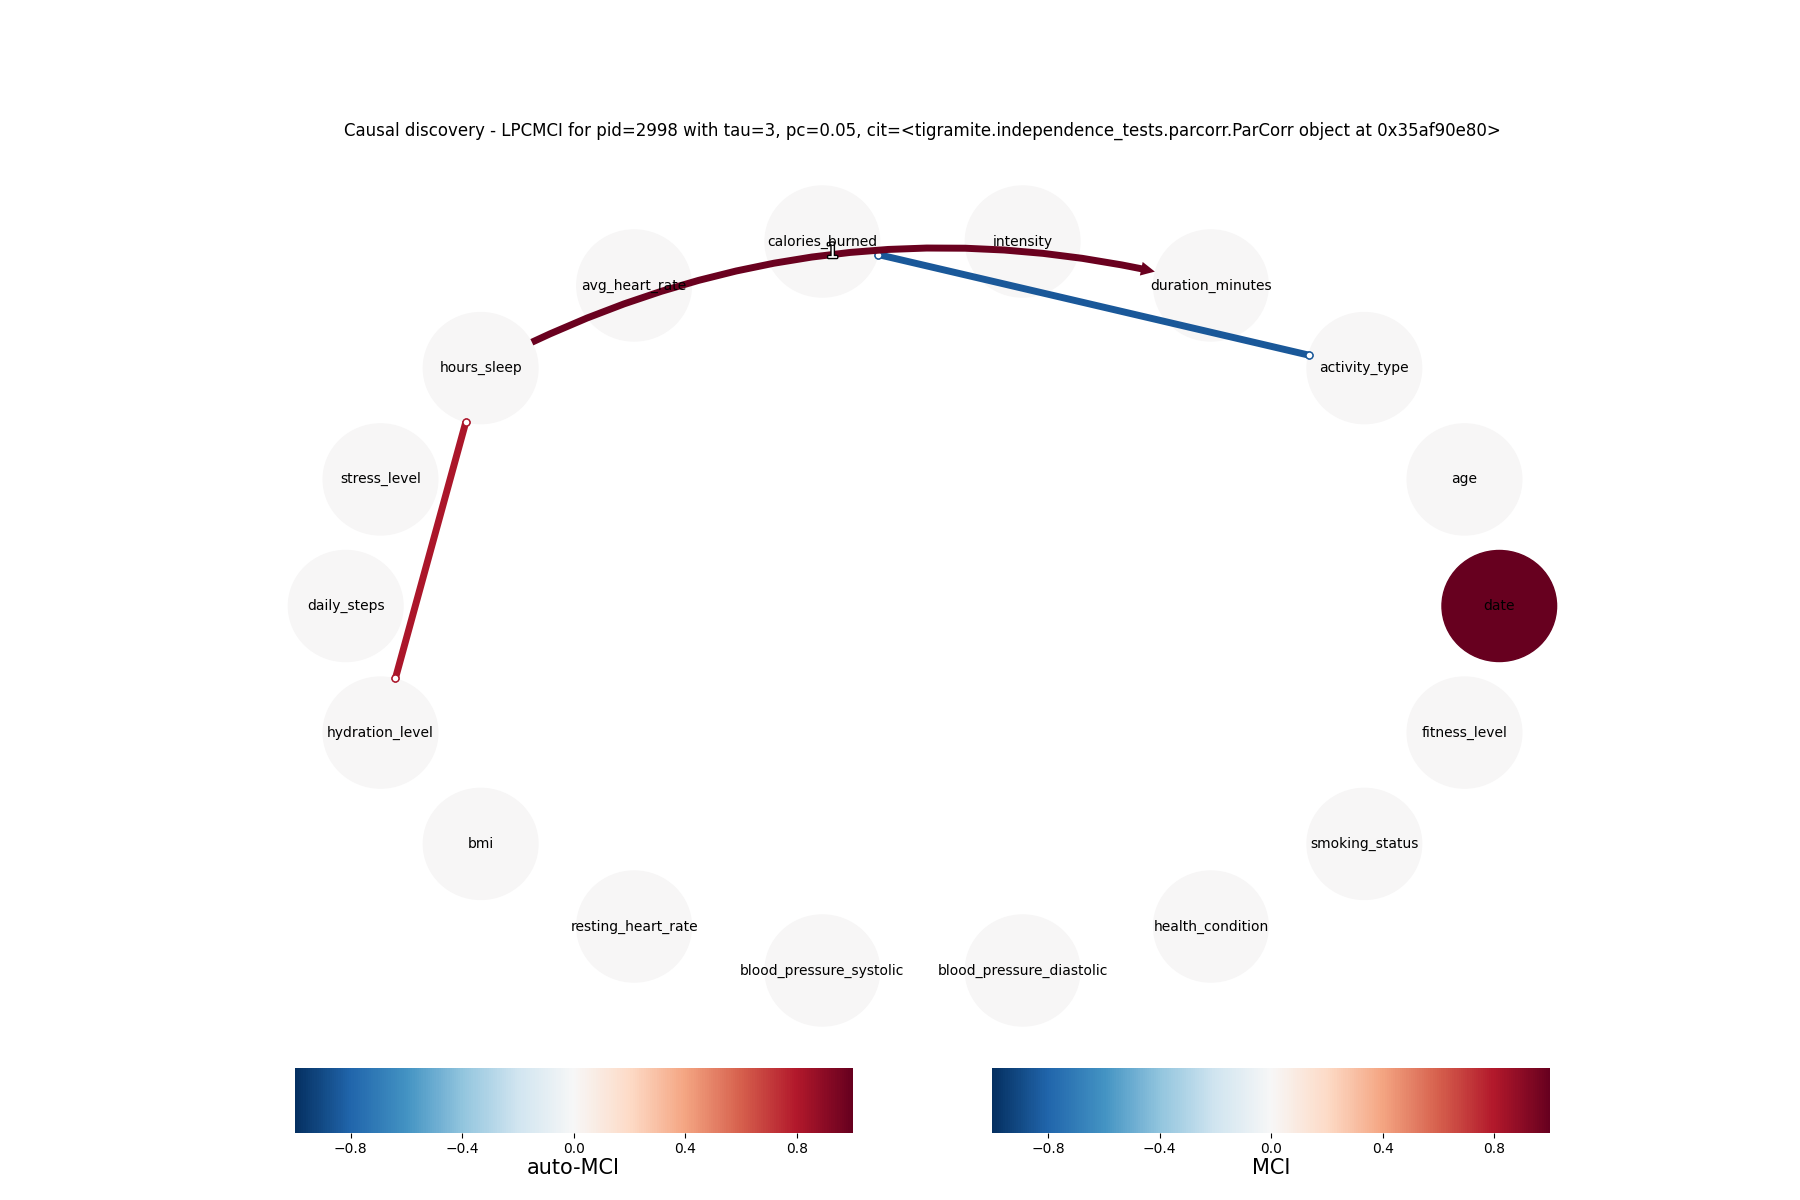 Causal discovery - LPCMCI for pid=2998 with tau=3, pc=0.05, cit=<tigramite.independence_tests.parcorr.ParCorr object at 0x35af90e80>
calories_burned
intensity
1
avg_heart_rate
duration_minutes
hours_sleep
activity_type
stress_level
age
daily_steps
date
hydration_level
fitness_level
bmi
smoking_status
resting_heart_rate
health_condition
blood_pressure_systolic
blood_pressure_diastolic
−0.8 −0.4 0.0 0.4 0.8
auto-MCI
−0.8 −0.4 0.0 0.4 0.8
MCI